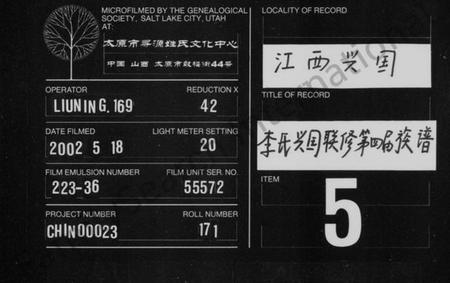 MICROFILMED BY THE GENEALOGICAL
SOCIETY, SALT LAKE CITY, UTAH
AT:
太原市寻源姓氏文化中心
中国 山西 太原市鼓楼街44号
OPERATOR
LIUNING.169
REDUCTION X
42
DATE FILMED
2002 5 18
LIGHT METER SETTING
20
FILM EMULSION NUMBER
223-36
FILM UNIT SER. NO.
55572
PROJECT NUMBER
CHIN00023
ROLL NUMBER
171
LOCALITY OF RECORD
江西兴国
TITLE OF RECORD
李氏兴国联修第四届族谱
ITEM
5